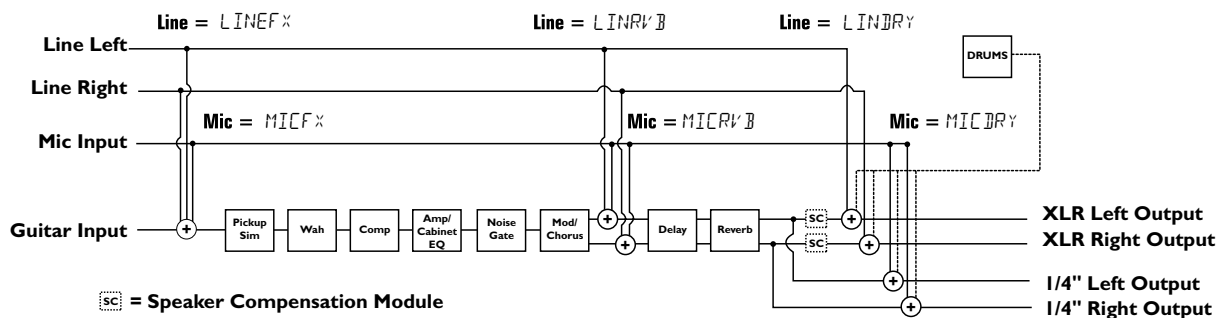 Line = LINEFX Line = LINRVB Line = LINDRY
Line Left
DRUMS
Line Right
Mic = MICFX Mic = MICRVB Mic = MICDRY
Mic Input
Guitar Input
Pickup Sim
Wah
Comp
Amp/ Cabinet EQ
Noise Gate
Mod/ Chorus
Delay
Reverb
SC
SC
XLR Left Output
XLR Right Output
1/4" Left Output
1/4" Right Output
SC = Speaker Compensation Module